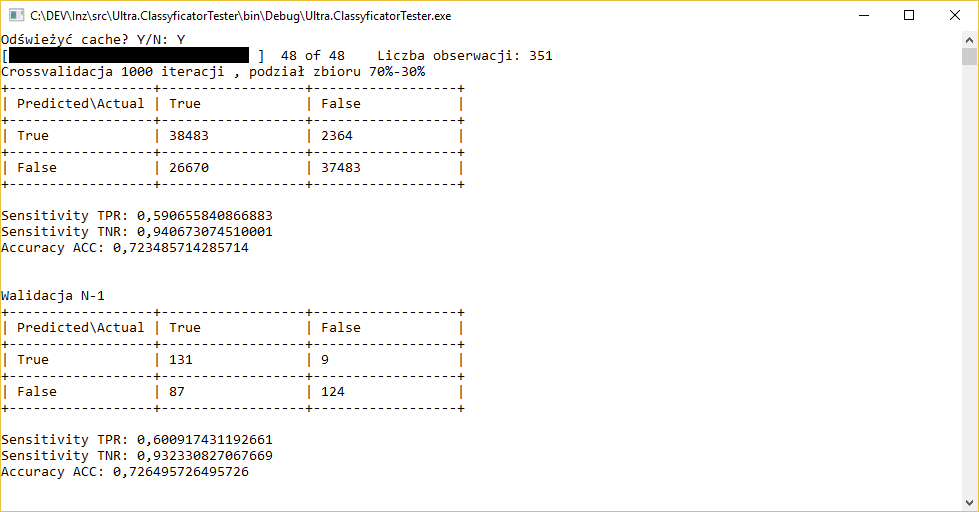 C:\DEV\Inz\src\Ultra.ClassyficatorTester\bin\Debug\Ultra.ClassyficatorTester.exe
Odświeżyć cache? Y/N: Y
[ ] 48 of 48 Liczba obserwacji: 351
Crossvalidacja 1000 iteracji , podział zbioru 70%-30%
+------------------+------------------+------------------+
| Predicted\Actual | True | False |
+------------------+------------------+------------------+
| True | 38483 | 2364 |
+------------------+------------------+------------------+
| False | 26670 | 37483 |
+------------------+------------------+------------------+
Sensitivity TPR: 0,590655840866883
Sensitivity TNR: 0,940673074510001
Accuracy ACC: 0,723485714285714
Walidacja N-1
+------------------+------------------+------------------+
| Predicted\Actual | True | False |
+------------------+------------------+------------------+
| True | 131 | 9 |
+------------------+------------------+------------------+
| False | 87 | 124 |
+------------------+------------------+------------------+
Sensitivity TPR: 0,600917431192661
Sensitivity TNR: 0,932330827067669
Accuracy ACC: 0,726495726495726